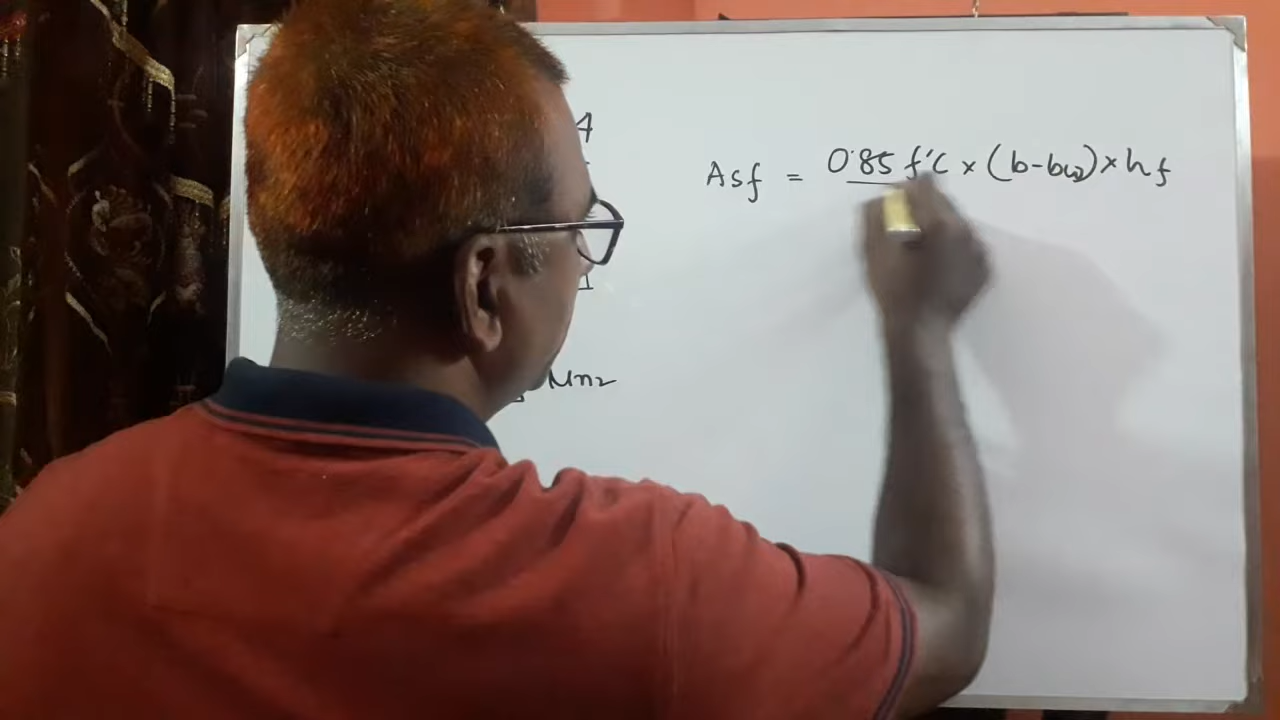 Asf = 0.85 f'c × (b-bw) × hf
Mn2